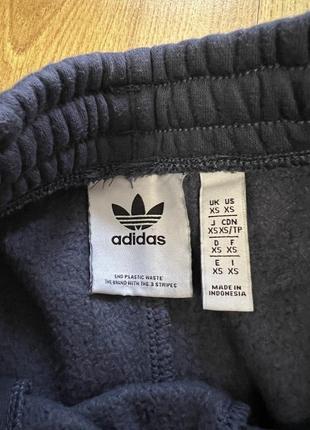 adidas
END PLASTIC WASTE
THE BRAND WITH THE 3 STRIPES
UK US
XS XS
J CDN
XS XS/TP
D F
XS XS
E I
XS XS
MADE IN
INDONESIA